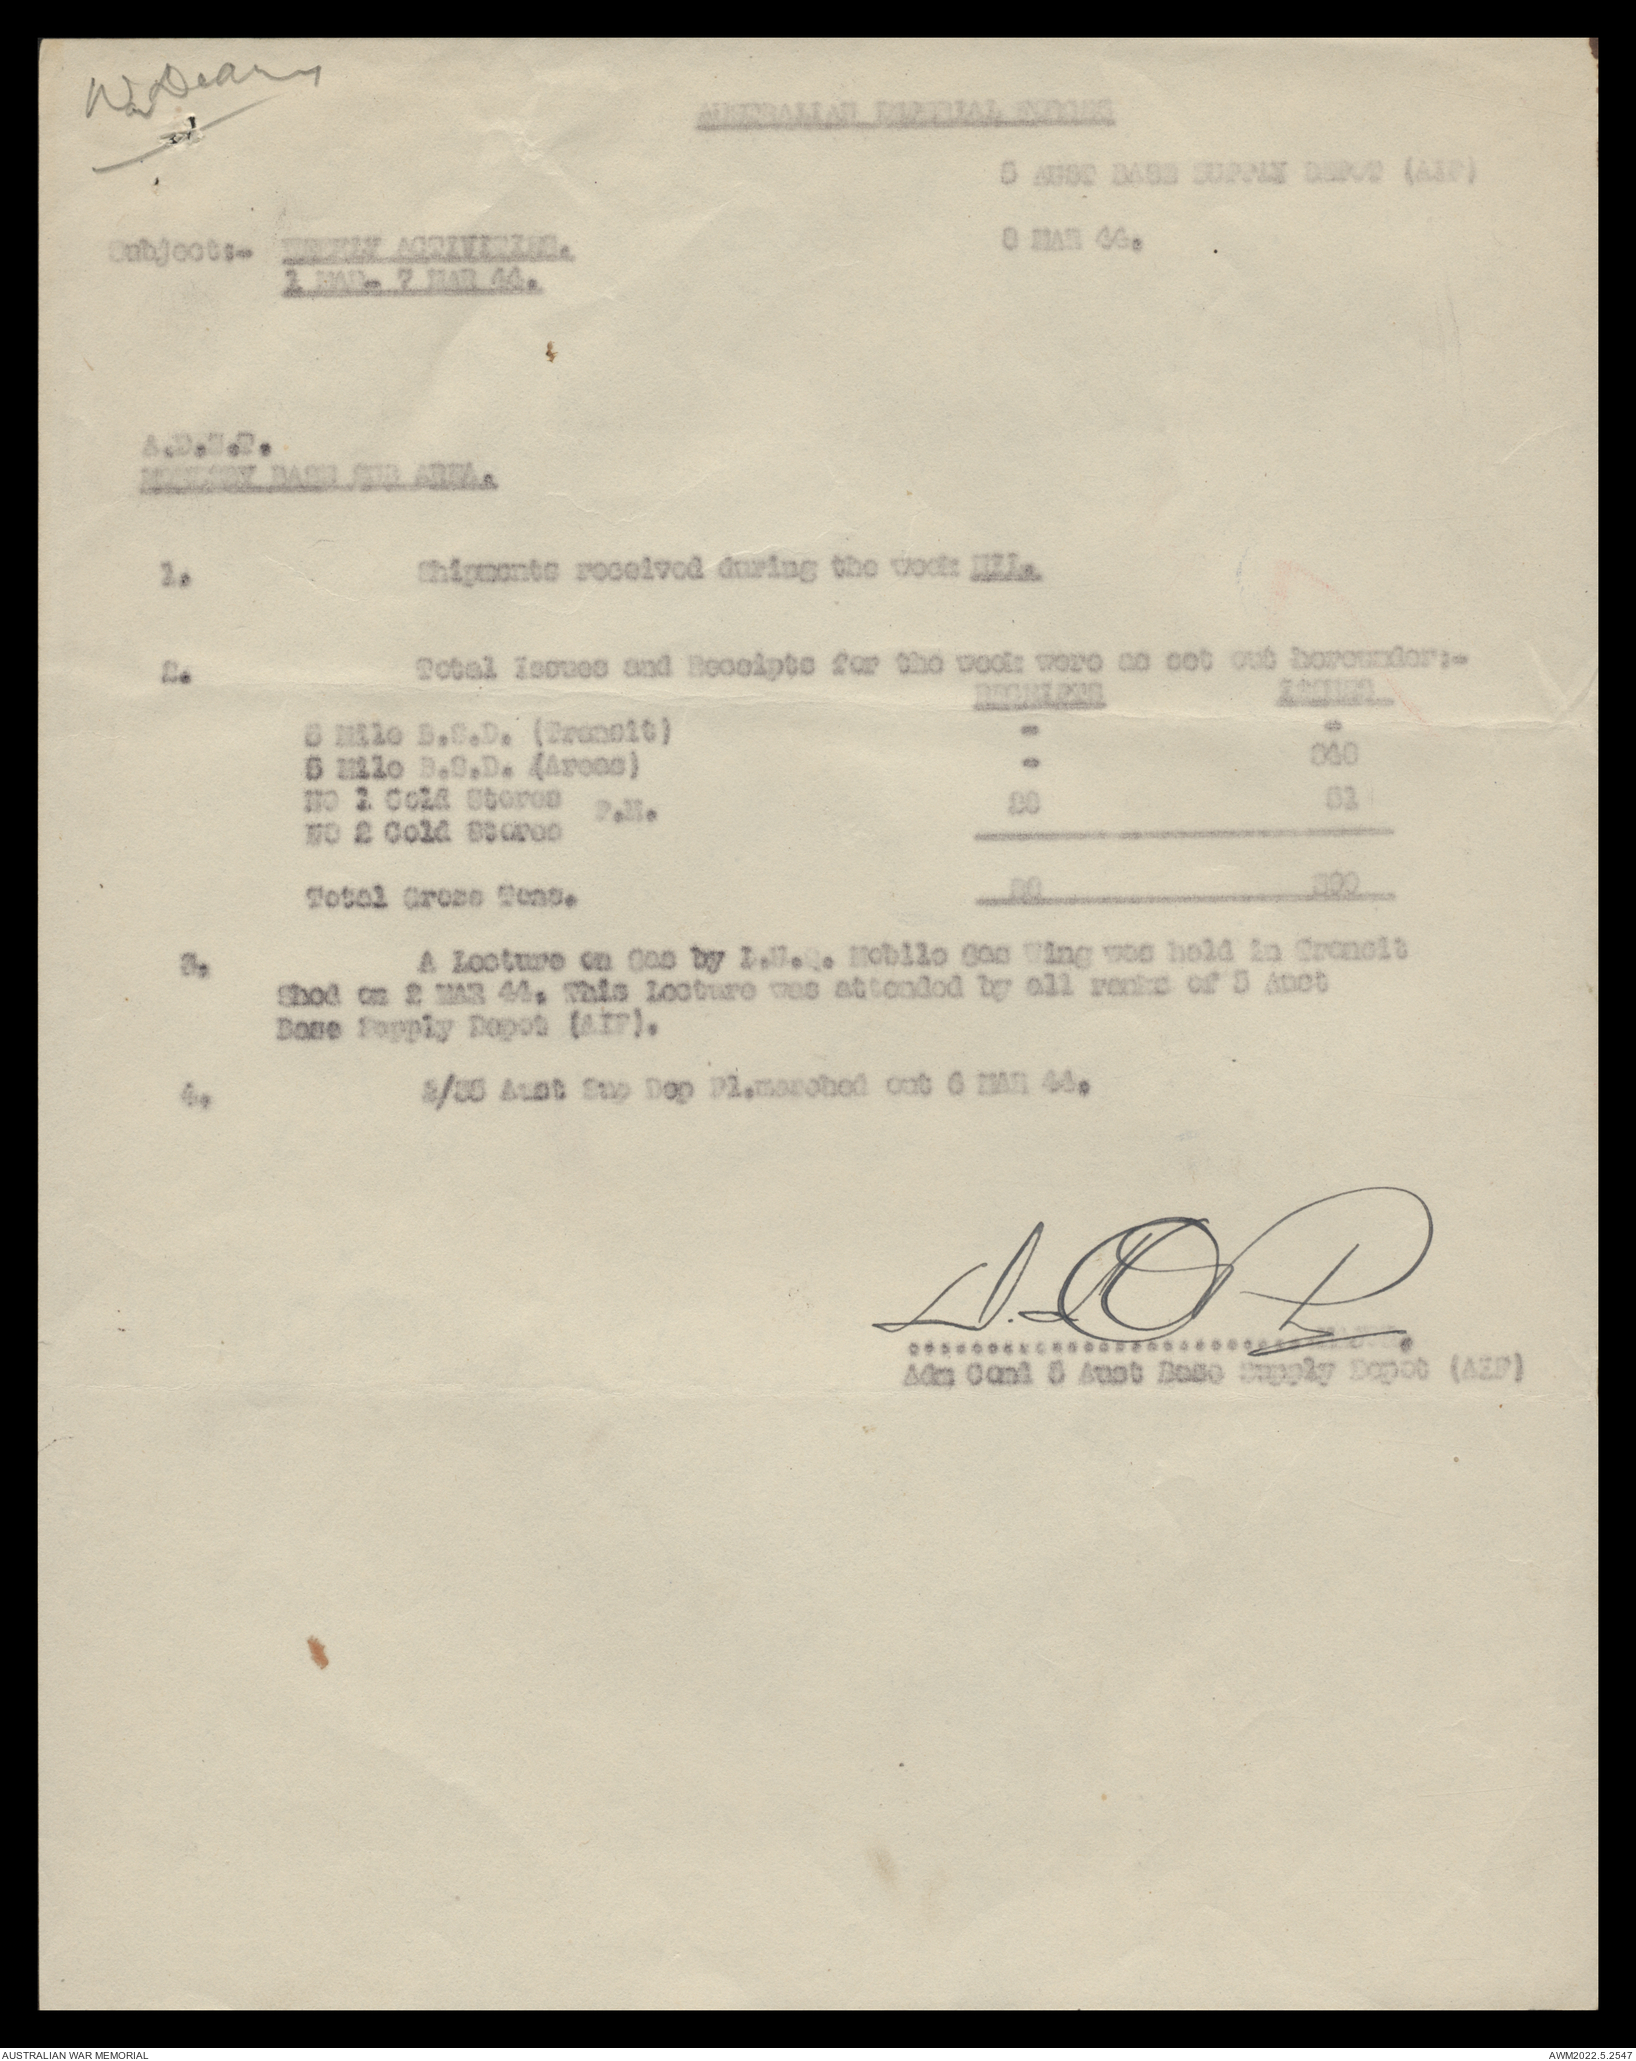 War Diary
AUSTRALIAN IMPERIAL FORCES
5 AUST BASE SUPPLY DEPOT (AIF)
8 MAR 44.
Subject:- WEEKLY ACTIVITIES.
1 MAR- 7 MAR 44.
A.D.S.T.
MORESBY BASE SUB AREA.
1. Shipments received during the week NIL.
2. Total Issues and Receipts for the week were as set out hereunder:-
RECEIPTS ISSUES
5 Mile B.S.D. (Transit) - -
5 Mile B.S.D. (Areas) -
No 1 Cold Stores
P.M. 51
No 2 Cold Stores
Total Gross Tons.
3. A Lecture on Gas by L.H.Q. Mobile Gas Wing was held in Transit
Shed on 2 MAR 44. This Lecture was attended by all ranks of 5 Aust
Base Supply Depot (AIF).
4. 2/35 Aust Sup Dep Pl.marched out 6 MAR 44.
Adm Comd 5 Aust Base Supply Depot (AIF)
AUSTRALIAN WAR MEMORIAL
AWM2022.5.2547